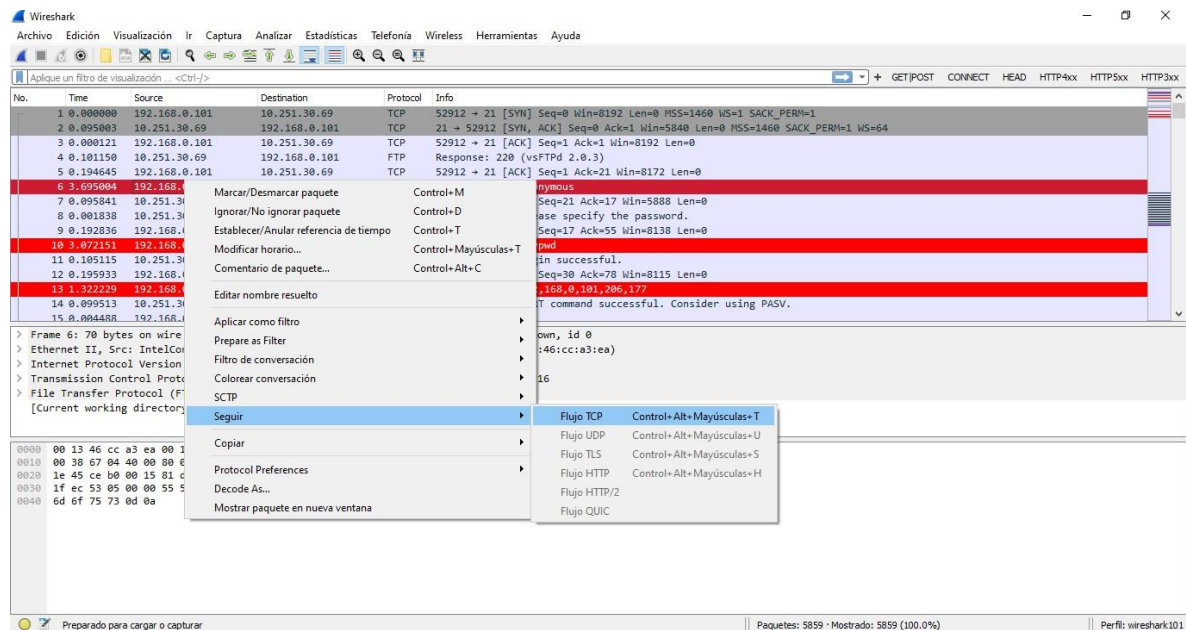 Wireshark
Archivo Edición Visualización Ir Captura Analizar Estadísticas Telefonía Wireless Herramientas Ayuda
Aplique un filtro de visualización ... <Ctrl-/> + GET|POST CONNECT HEAD HTTP4xx HTTP5xx HTTP3xx
No. Time Source Destination Protocol Info
1 0.000000 192.168.0.101 10.251.30.69 TCP 52912 → 21 [SYN] Seq=0 Win=8192 Len=0 MSS=1460 WS=1 SACK_PERM=1
2 0.095003 10.251.30.69 192.168.0.101 TCP 21 → 52912 [SYN, ACK] Seq=0 Ack=1 Win=5840 Len=0 MSS=1460 SACK_PERM=1 WS=64
3 0.000121 192.168.0.101 10.251.30.69 TCP 52912 → 21 [ACK] Seq=1 Ack=1 Win=8192 Len=0
4 0.101150 10.251.30.69 192.168.0.101 FTP Response: 220 (vsFTPd 2.0.3)
5 0.194645 192.168.0.101 10.251.30.69 TCP 52912 → 21 [ACK] Seq=1 Ack=21 Win=8172 Len=0
6 3.695004 192.168. nymous
7 0.095841 10.251.3 Seq=21 Ack=17 Win=5888 Len=0
8 0.001838 10.251.3 ase specify the password.
9 0.192836 192.168. Seq=17 Ack=55 Win=8138 Len=0
10 3.072151 192.168. pwd
11 0.105115 10.251.3 in successful.
12 0.195933 192.168. Seq=30 Ack=78 Win=8115 Len=0
13 1.322229 192.168. ,168,0,101,206,177
14 0.099513 10.251.3 T command successful. Consider using PASV.
15 0.004488 192.168.
Marcar/Desmarcar paquete Control+M
Ignorar/No ignorar paquete Control+D
Establecer/Anular referencia de tiempo Control+T
Modificar horario... Control+Mayúsculas+T
Comentario de paquete... Control+Alt+C
Editar nombre resuelto
Aplicar como filtro
Prepare as Filter
Filtro de conversación
Colorear conversación
SCTP
Seguir
Copiar
Protocol Preferences
Decode As...
Mostrar paquete en nueva ventana
Flujo TCP Control+Alt+Mayúsculas+T
Flujo UDP Control+Alt+Mayúsculas+U
Flujo TLS Control+Alt+Mayúsculas+S
Flujo HTTP Control+Alt+Mayúsculas+H
Flujo HTTP/2
Flujo QUIC
Frame 6: 70 bytes on wire own, id 0
Ethernet II, Src: IntelCo :46:cc:a3:ea)
Internet Protocol Version
Transmission Control Proto 16
File Transfer Protocol (F
[Current working directory
0000 00 13 46 cc a3 ea 00 1
0010 00 38 67 04 40 00 80 0
0020 1e 45 ce b0 00 15 81
0030 1f ec 53 05 00 00 55 5
0040 6d 6f 75 73 0d 0a
Preparado para cargar o capturar Paquetes: 5859 · Mostrado: 5859 (100.0%) Perfil: wireshark101